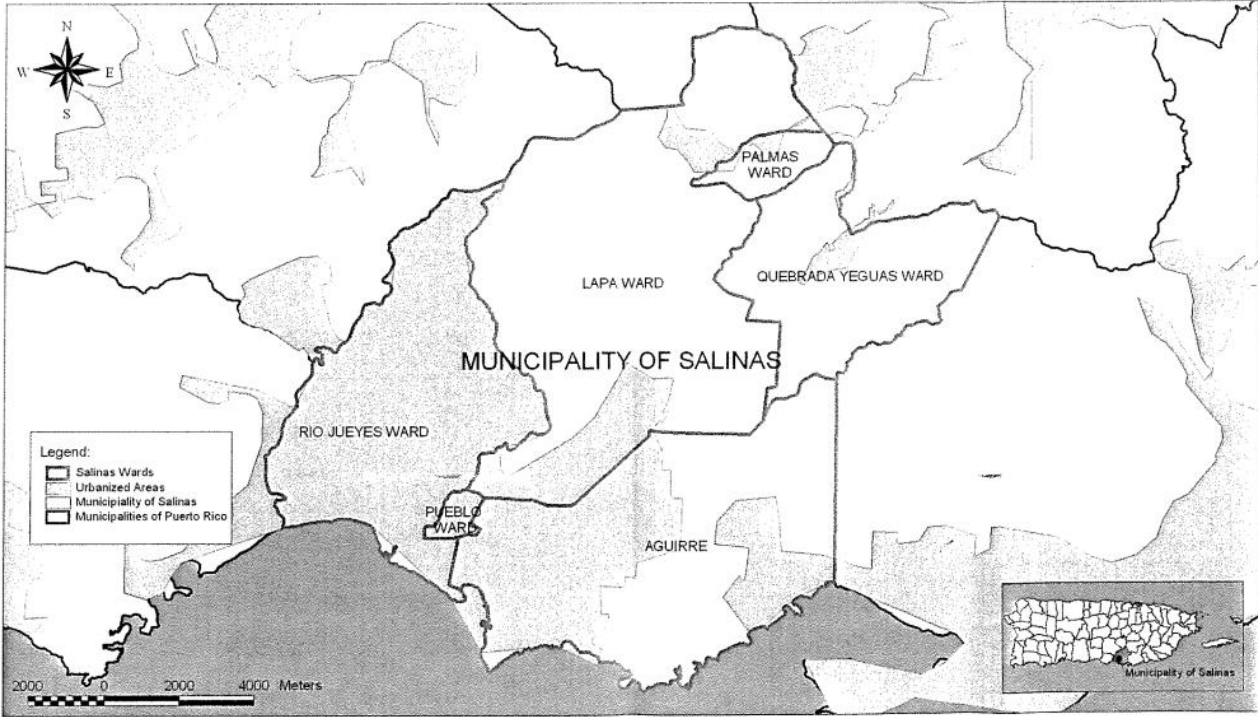 N
W E
S
PALMAS
WARD
LAPA WARD
QUEBRADA YEGUAS WARD
MUNICIPALITY OF SALINAS
RIO JUEYES WARD
Legend:
Salinas Wards
Urbanized Areas
Municipiality of Salinas
Municipalities of Puerto Rico
PUEBLO
WARD
AGUIRRE
2000 0 2000 4000 Meters
Municipality of Salinas